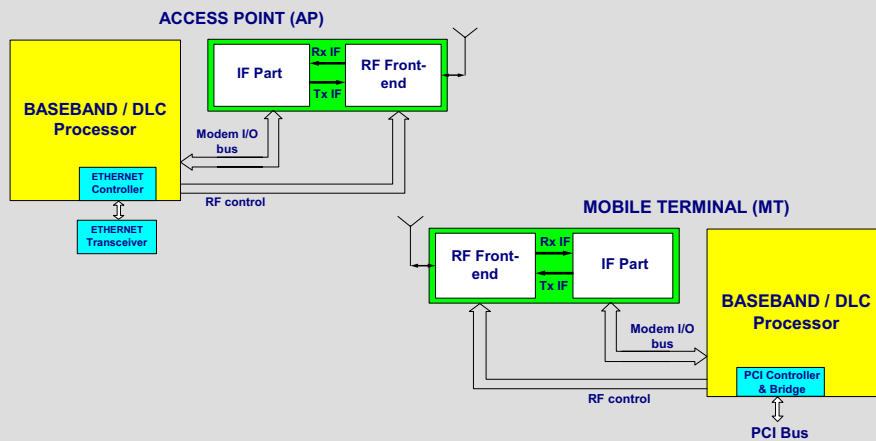 ACCESS POINT (AP)
BASEBAND / DLC
Processor
ETHERNET
Controller
ETHERNET
Transceiver
IF Part
Rx IF
Tx IF
RF Front-
end
Modem I/O
bus
RF control
MOBILE TERMINAL (MT)
RF Front-
end
Rx IF
Tx IF
IF Part
BASEBAND / DLC
Processor
Modem I/O
bus
PCI Controller
& Bridge
RF control
PCI Bus